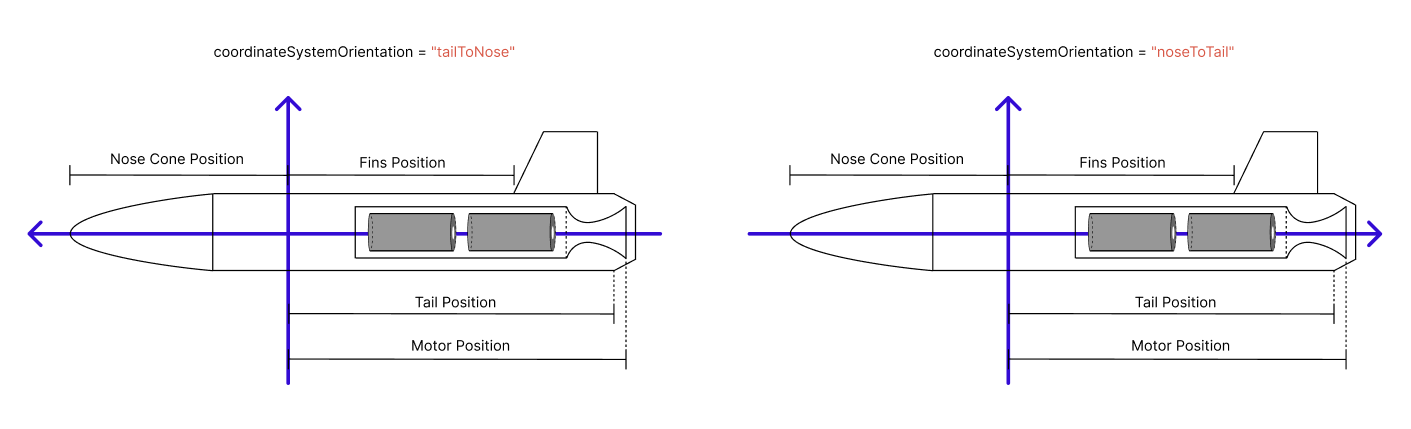 coordinateSystemOrientation = "tailToNose"
Nose Cone Position
Fins Position
Tail Position
Motor Position
coordinateSystemOrientation = "noseToTail"
Nose Cone Position
Fins Position
Tail Position
Motor Position